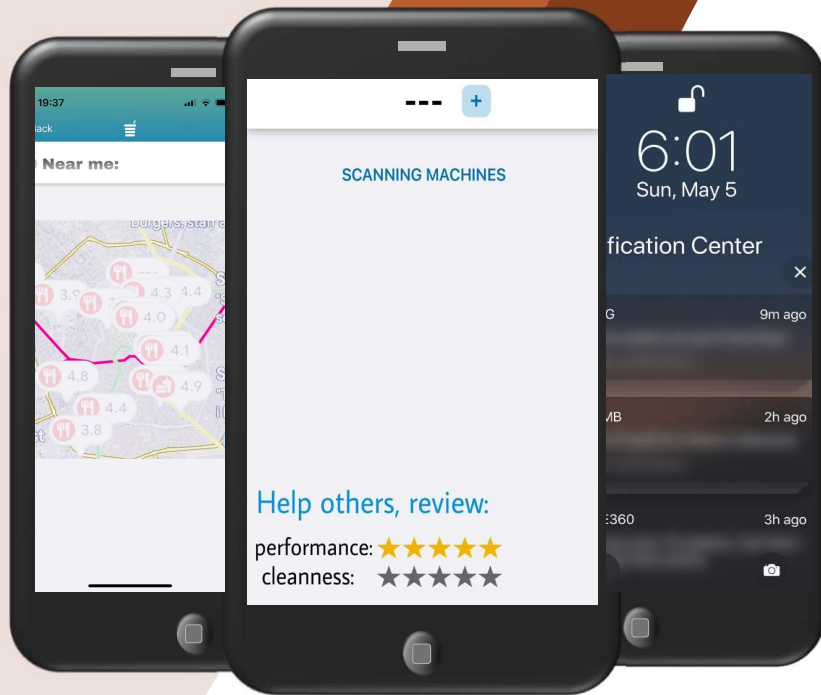 19:37
Back
Near me:
burgers, staff a
---
3.9
4.3
4.4
4.0
4.1
4.8
4.9
4.4
3.8
--- +
SCANNING MACHINES
Help others, review:
performance:
cleanness:
6:01
Sun, May 5
fication Center
G
9m ago
MB
2h ago
E360
3h ago